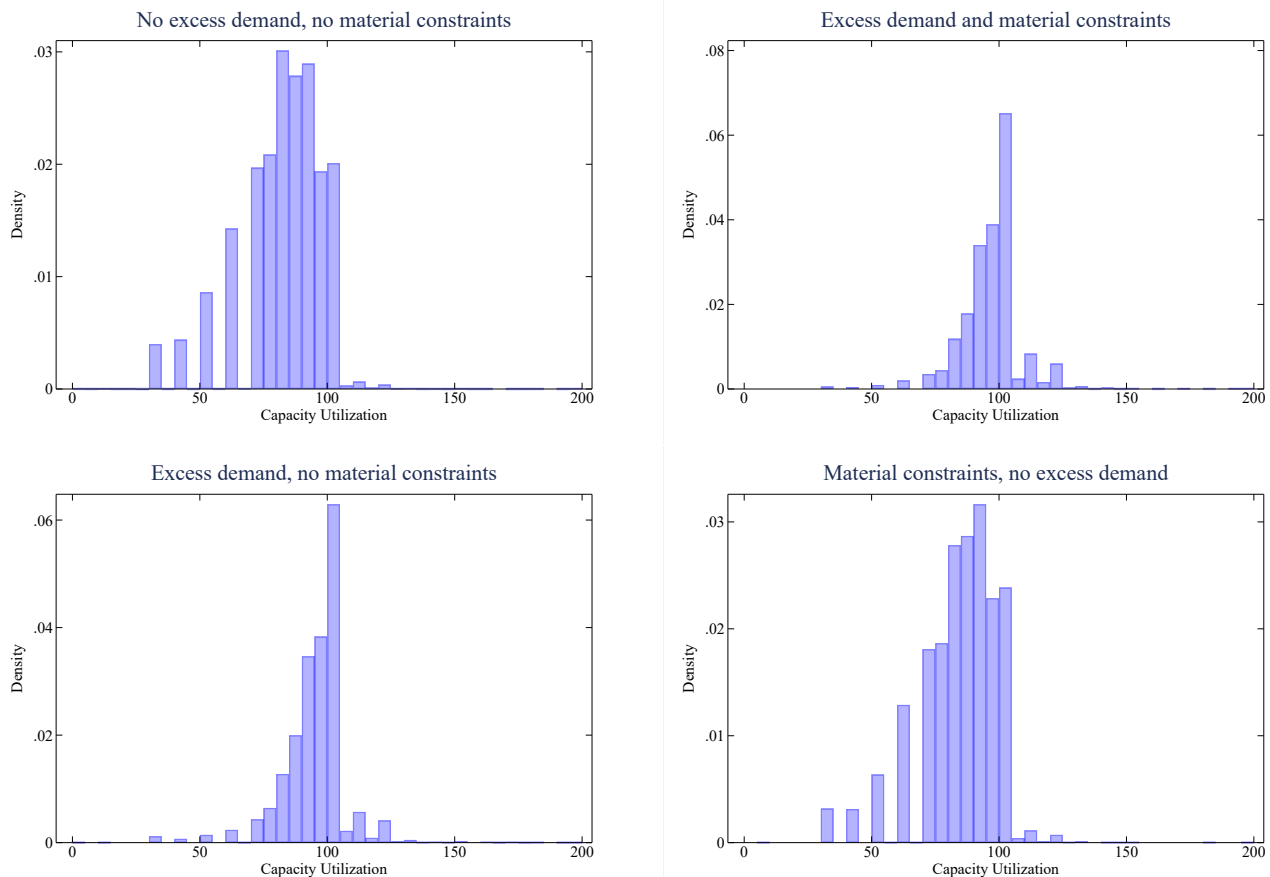 No excess demand, no material constraints
.03
.02
.01
0
Density
0 50 100 150 200
Capacity Utilization
Excess demand and material constraints
.08
.06
.04
.02
0
Density
0 50 100 150 200
Capacity Utilization
Excess demand, no material constraints
.06
.04
.02
0
Density
0 50 100 150 200
Capacity Utilization
Material constraints, no excess demand
.03
.02
.01
0
Density
0 50 100 150 200
Capacity Utilization